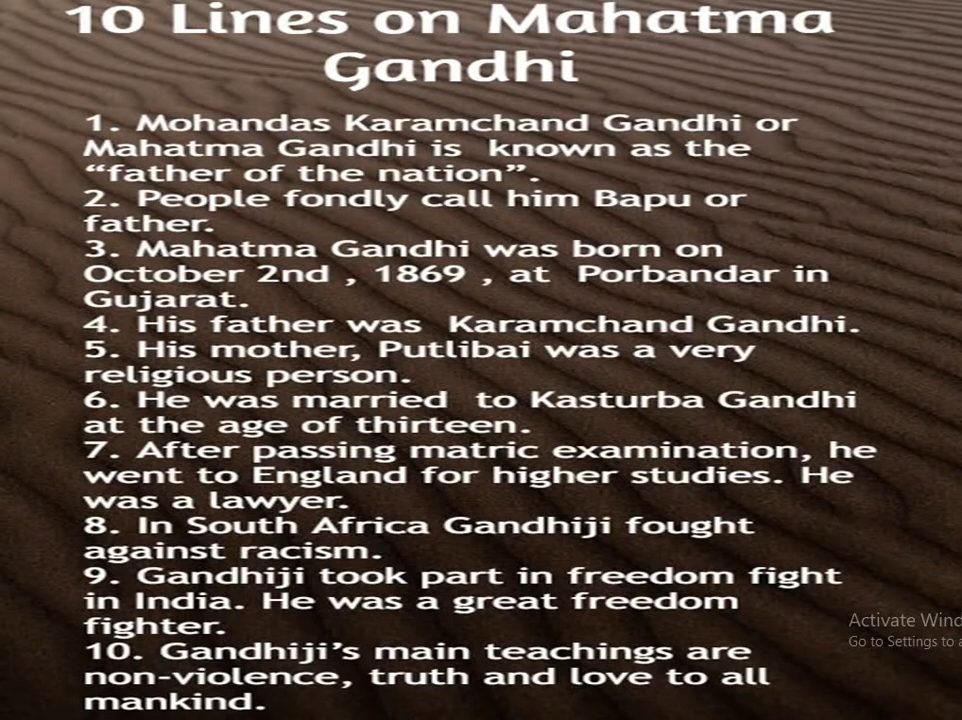 10 Lines on Mahatma
Gandhi
1. Mohandas Karamchand Gandhi or
Mahatma Gandhi is known as the
“father of the nation”.
2. People fondly call him Bapu or
father.
3. Mahatma Gandhi was born on
October 2nd , 1869 , at Porbandar in
Gujarat.
4. His father was Karamchand Gandhi.
5. His mother, Putlibai was a very
religious person.
6. He was married to Kasturba Gandhi
at the age of thirteen.
7. After passing matric examination, he
went to England for higher studies. He
was a lawyer.
8. In South Africa Gandhiji fought
against racism.
9. Gandhiji took part in freedom fight
in India. He was a great freedom
fighter.
10. Gandhiji’s main teachings are
non-violence, truth and love to all
mankind.
Activate Wind
Go to Settings to a